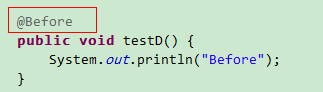 @Before
public void testD() {
System.out.println("Before");
}